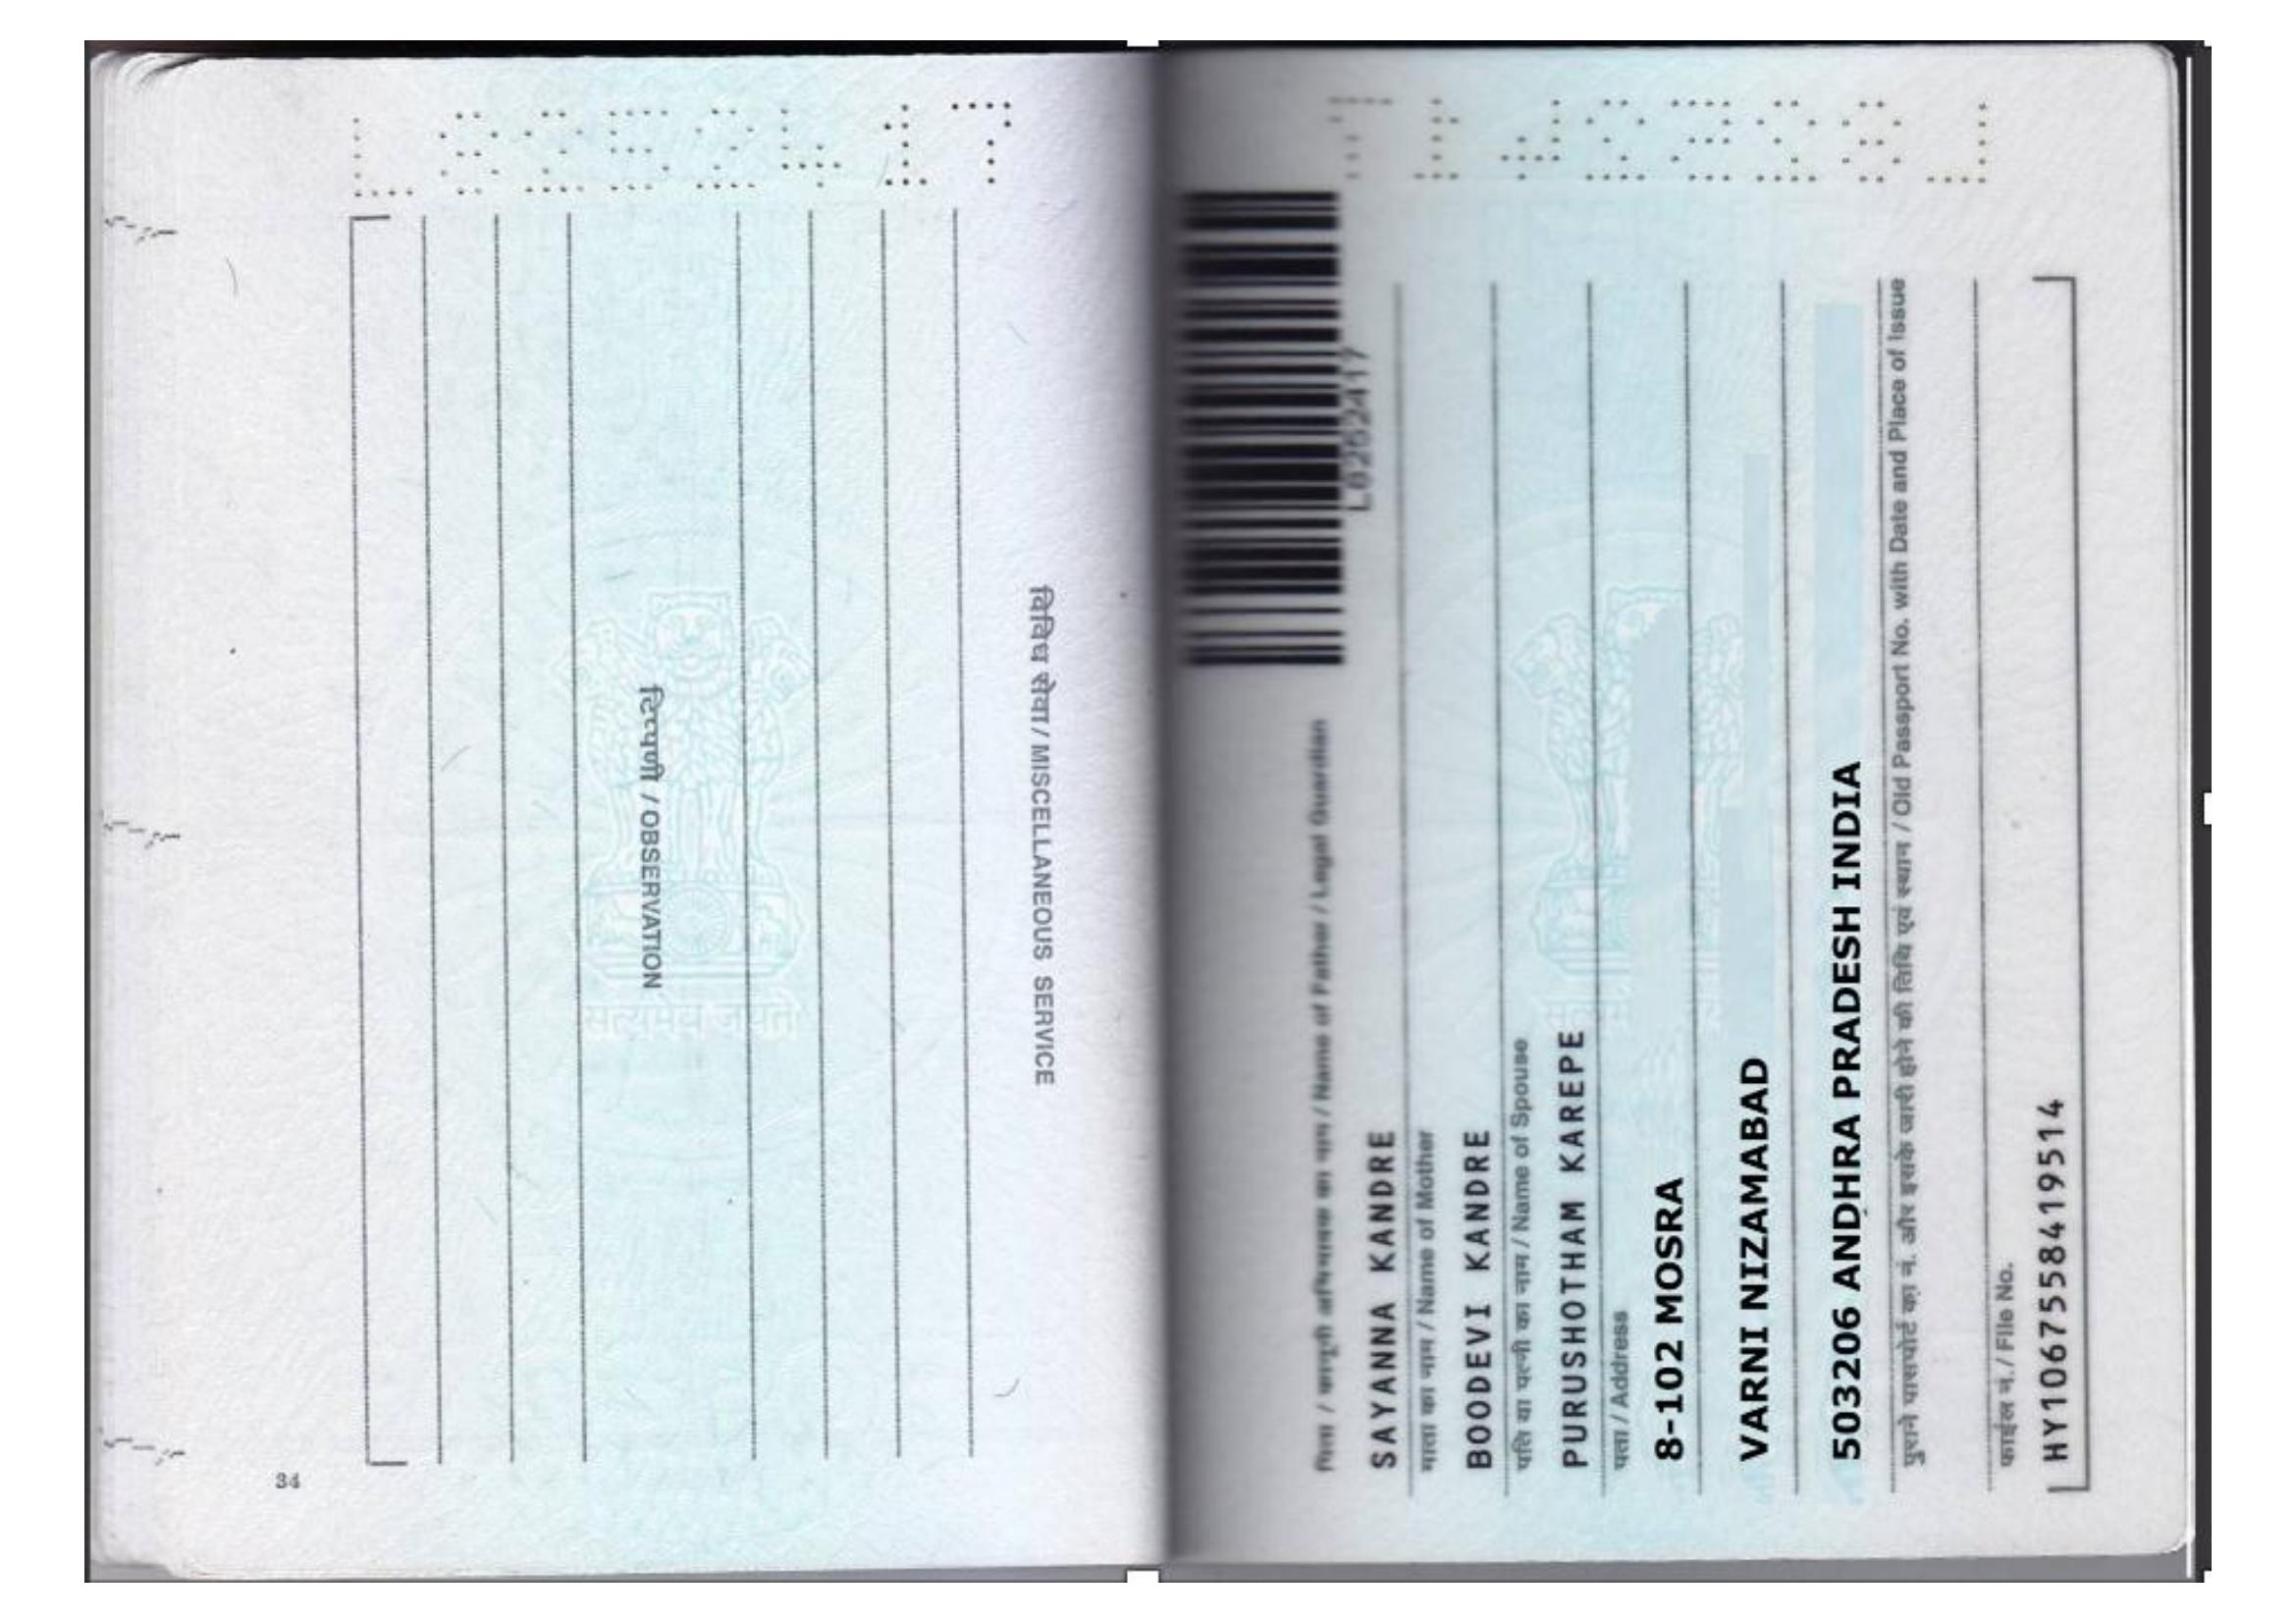 L8252417
विविध सेवा / MISCELLANEOUS SERVICE
टिप्पणी / OBSERVATION
सत्यमेव जयते
34
L8252417
L8252417
पिता / कानूनी अभिभावक का नाम / Name of Father / Legal Guardian
SAYANNA KANDRE
माता का नाम / Name of Mother
BOODEVI KANDRE
पति या पत्नी का नाम / Name of Spouse
PURUSHOTHAM KAREPE
पता / Address
8-102 MOSRA
VARNI NIZAMABAD
503206 ANDHRA PRADESH INDIA
पुराने पासपोर्ट का नं. और इसके जारी होने की तिथि एवं स्थान / Old Passport No. with Date and Place of Issue
फाईल नं. / File No.
HY1067558419514